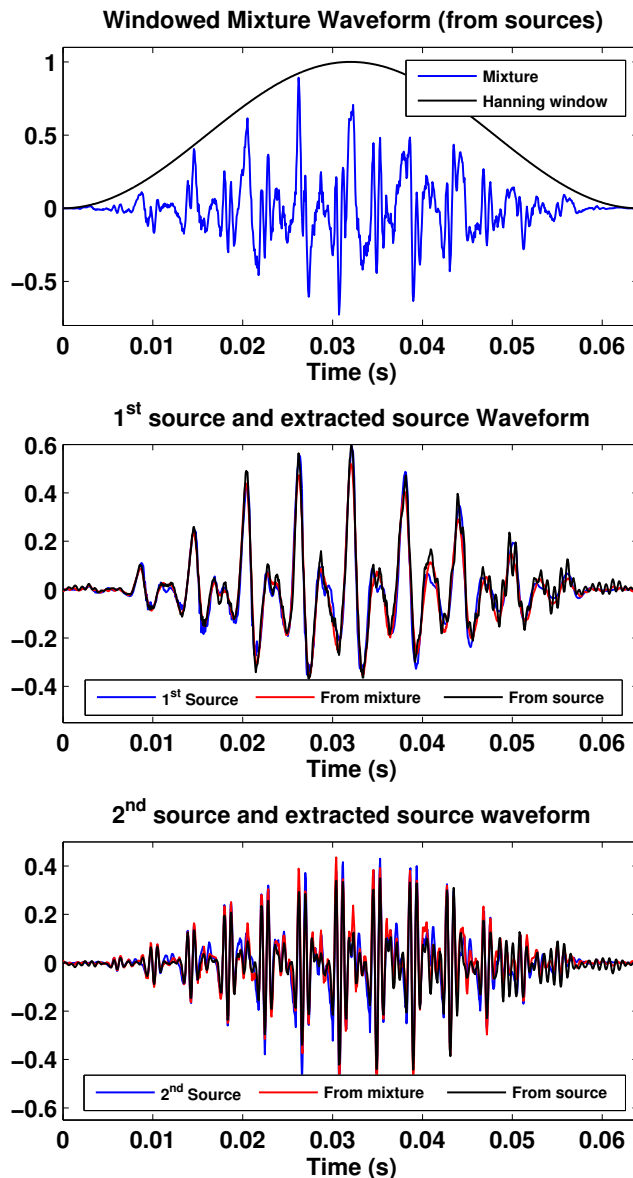 Windowed Mixture Waveform (from sources)
1
0.5
0
−0.5
Mixture
Hanning window
0 0.01 0.02 0.03 0.04 0.05 0.06
Time (s)
1st source and extracted source Waveform
0.6
0.4
0.2
0
−0.2
−0.4
1st Source From mixture From source
0 0.01 0.02 0.03 0.04 0.05 0.06
Time (s)
2nd source and extracted source waveform
0.4
0.2
0
−0.2
−0.4
−0.6
2nd Source From mixture From source
0 0.01 0.02 0.03 0.04 0.05 0.06
Time (s)